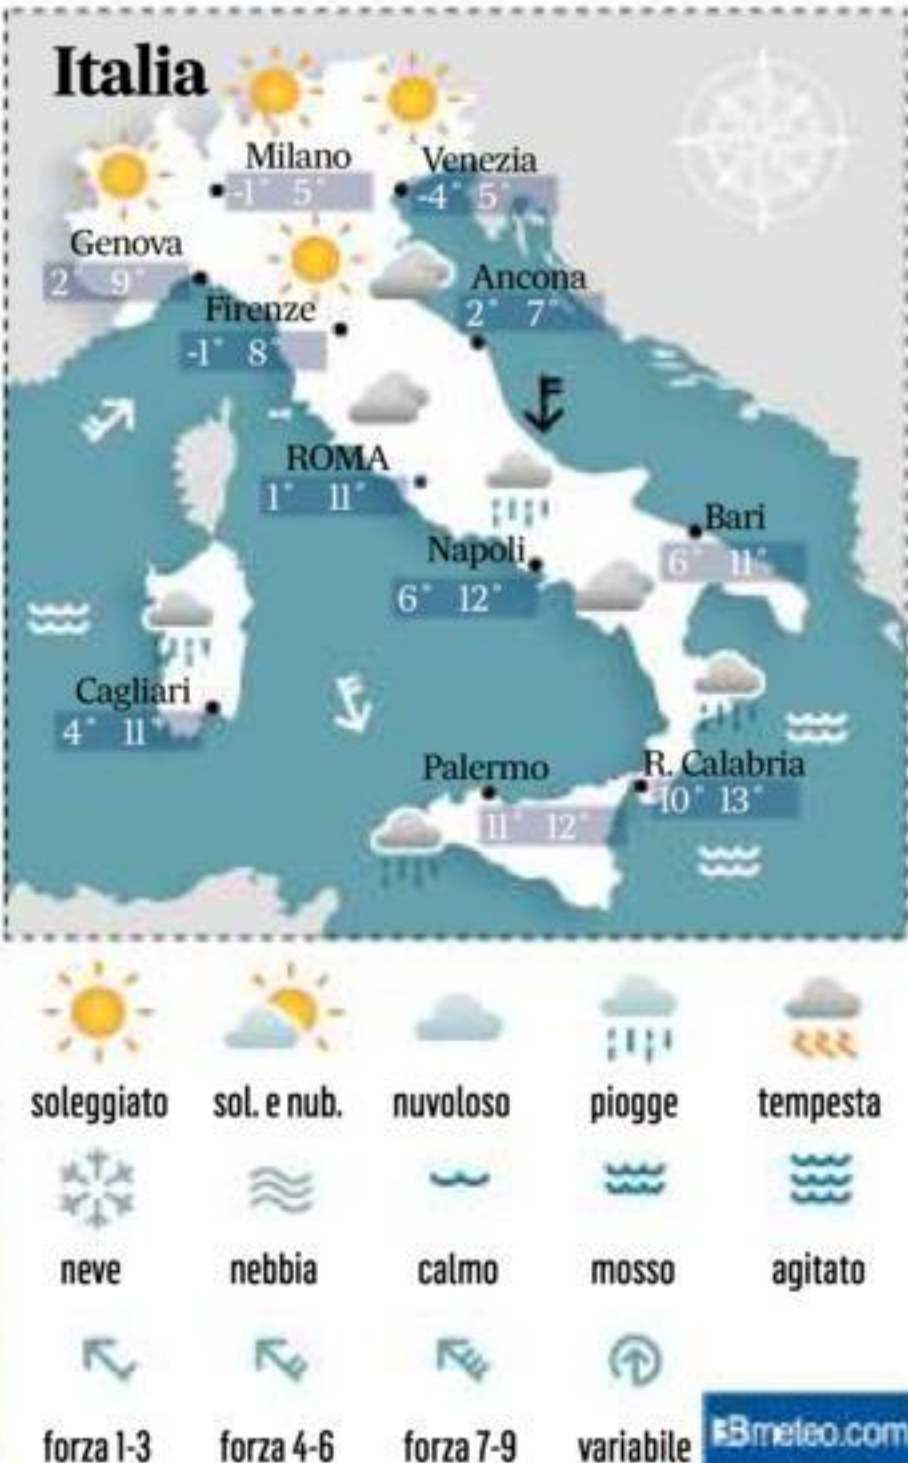 Italia
Milano
-1° 5°
Venezia
-4° 5°
Genova
2° 9°
Firenze
-1° 8°
Ancona
2° 7°
ROMA
1° 11°
Napoli
6° 12°
Bari
6° 11°
Cagliari
4° 11°
Palermo
11° 12°
R. Calabria
10° 13°
soleggiato sol. e nub. nuvoloso piogge tempesta
neve nebbia calmo mosso agitato
forza 1-3 forza 4-6 forza 7-9 variabile
3Bmeteo.com